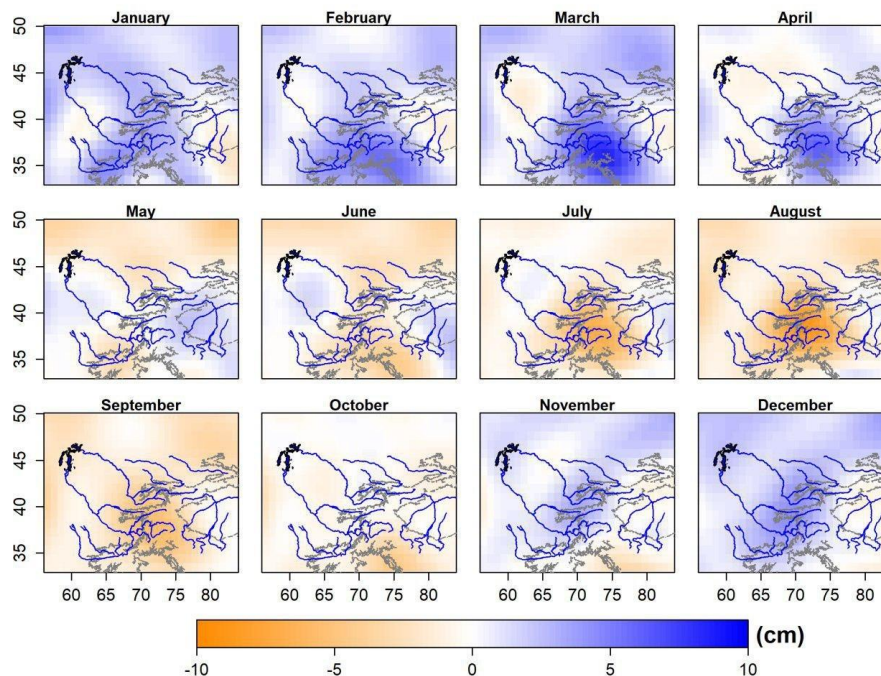 January February March April
50
45
40
35
May June July August
50
45
40
35
September October November December
50
45
40
35
60 65 70 75 80 60 65 70 75 80 60 65 70 75 80 60 65 70 75 80
(cm)
-10 -5 0 5 10